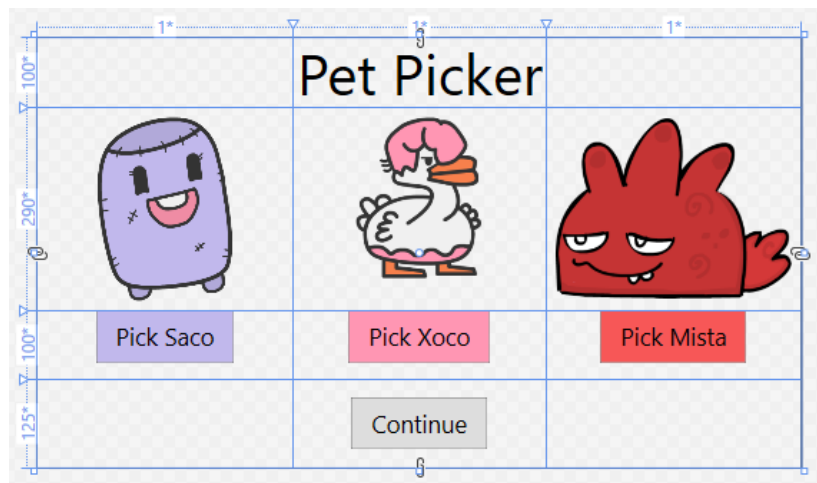 1* 1* 1*
100*
Pet Picker
290*
100*
Pick Saco Pick Xoco Pick Mista
125*
Continue